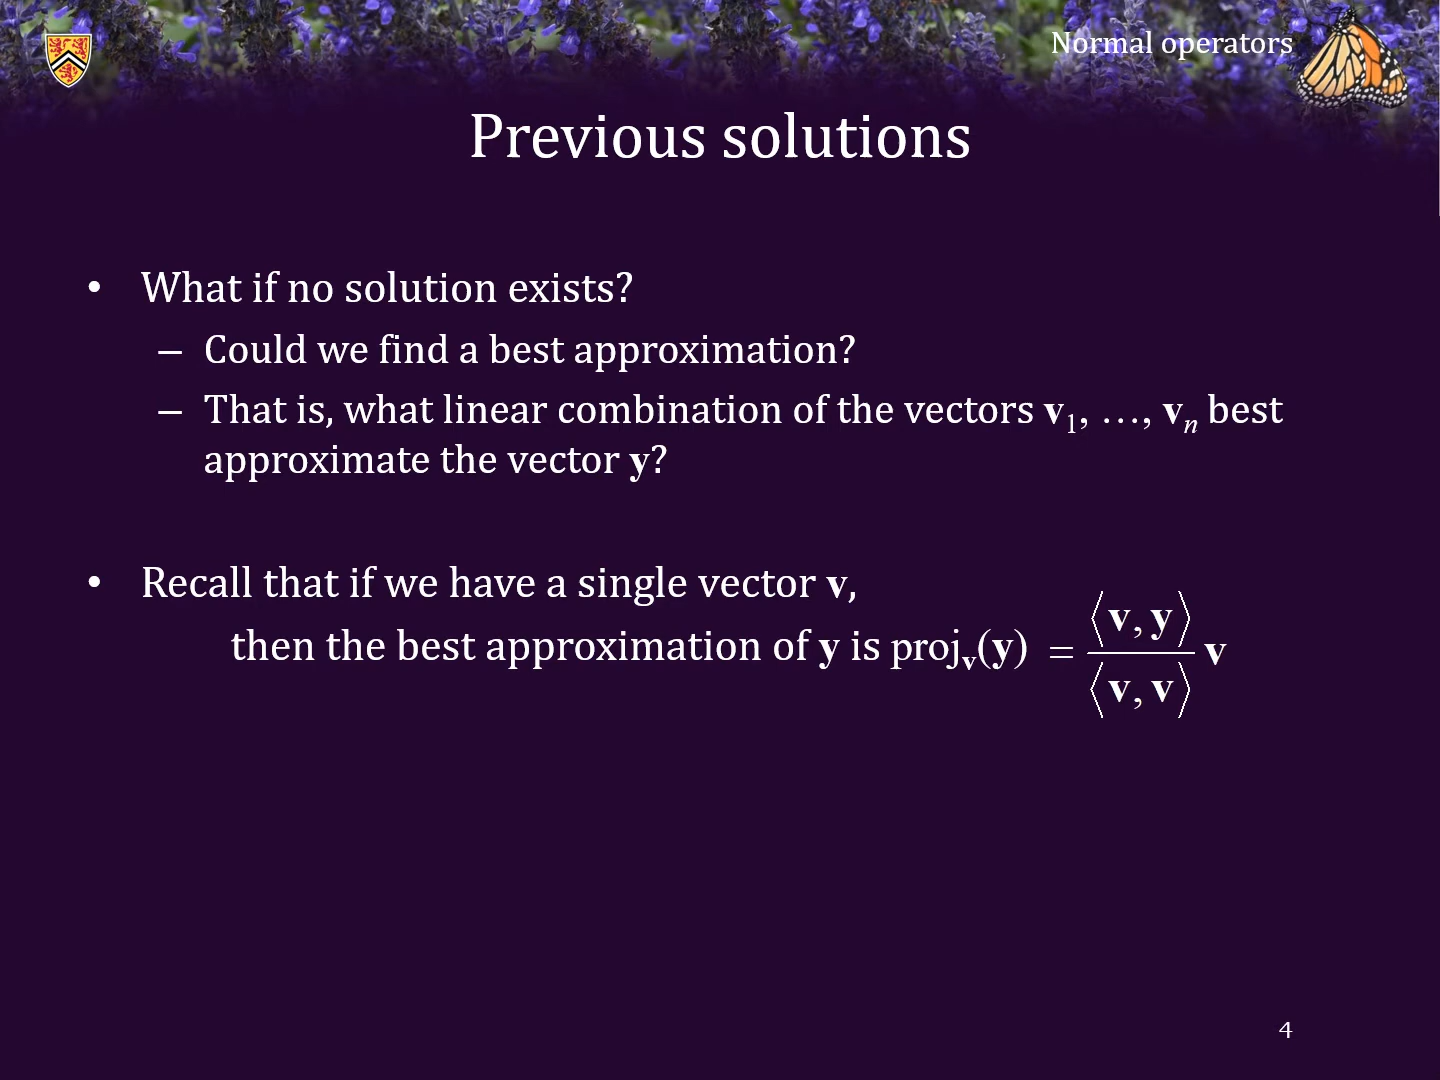 Normal operators
Previous solutions
• What if no solution exists?
– Could we find a best approximation?
– That is, what linear combination of the vectors v₁, …, vₙ best
approximate the vector y?
• Recall that if we have a single vector v,
then the best approximation of y is projᵥ(y) = ⟨v, y⟩ / ⟨v, v⟩ v
4